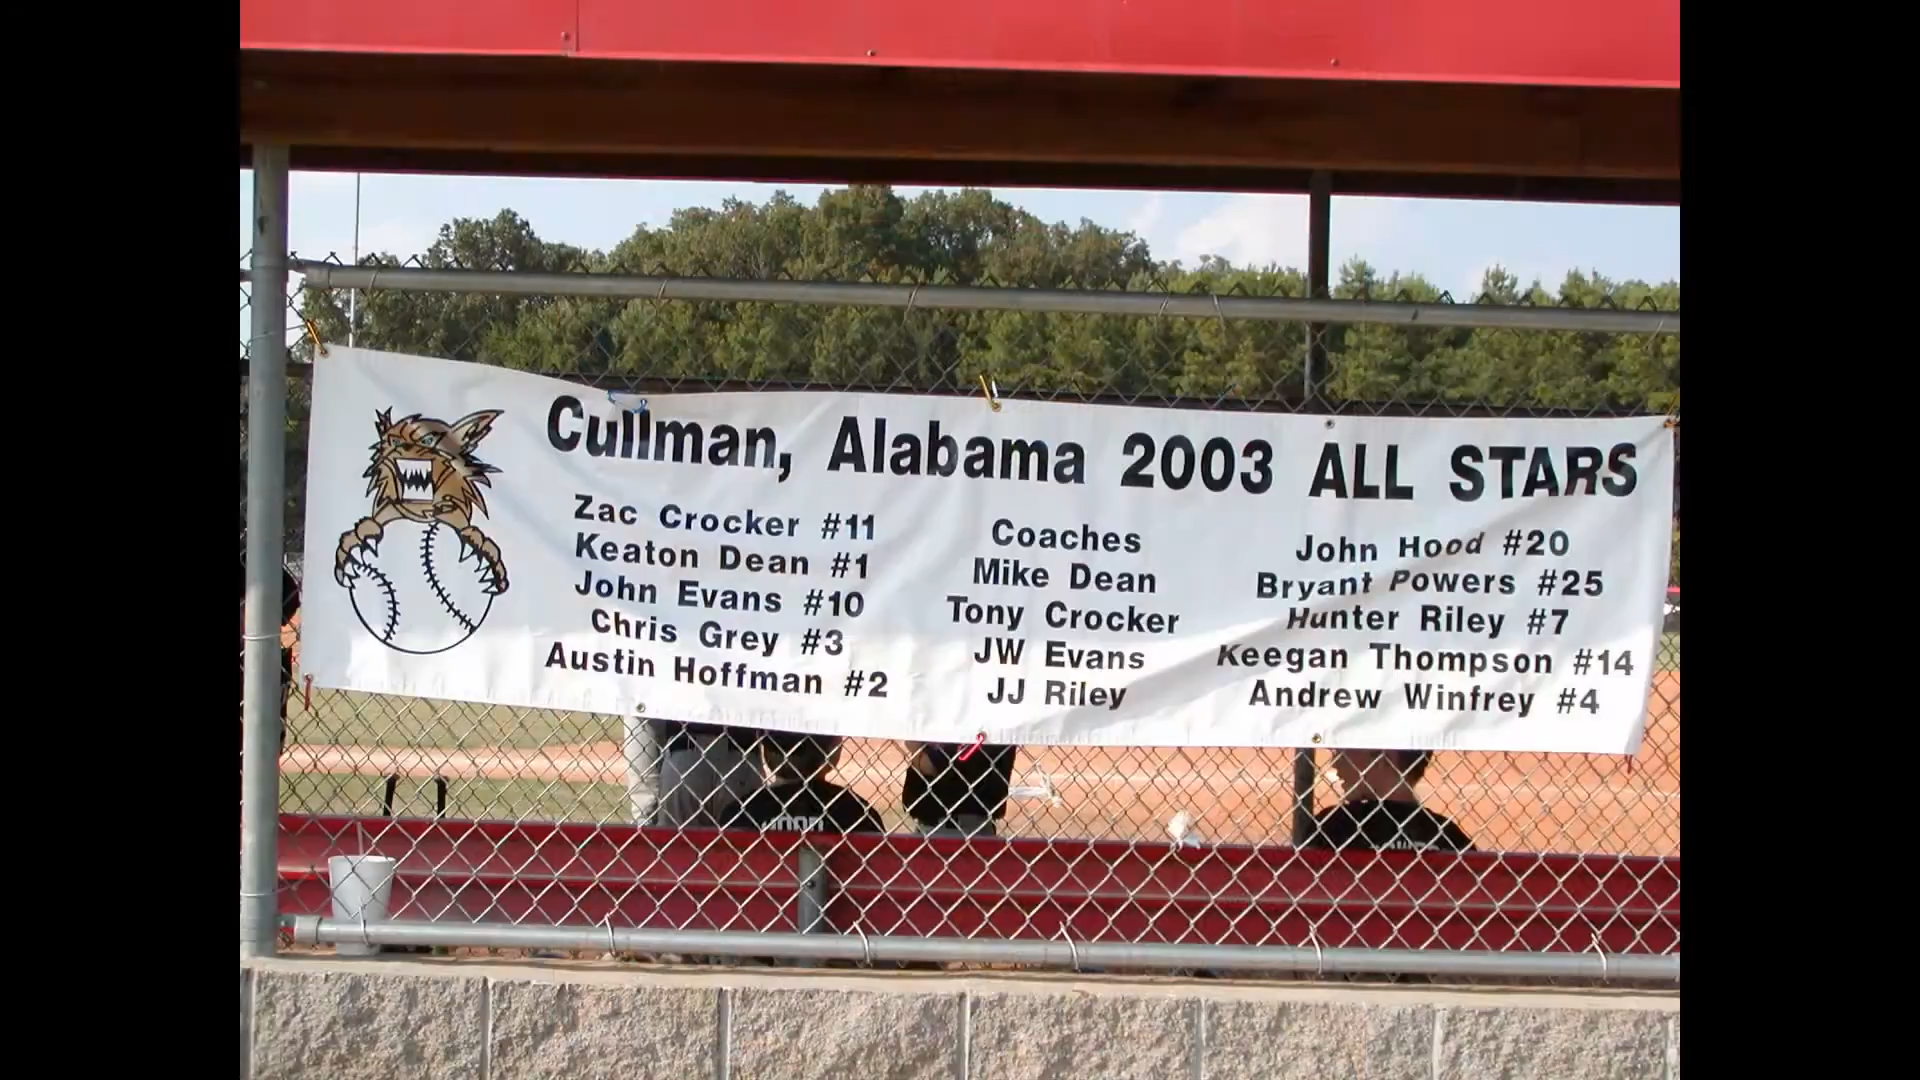 Cullman, Alabama 2003 ALL STARS
Zac Crocker #11
Keaton Dean #1
John Evans #10
Chris Grey #3
Austin Hoffman #2
Coaches
Mike Dean
Tony Crocker
JW Evans
JJ Riley
John Hood #20
Bryant Powers #25
Hunter Riley #7
Keegan Thompson #14
Andrew Winfrey #4